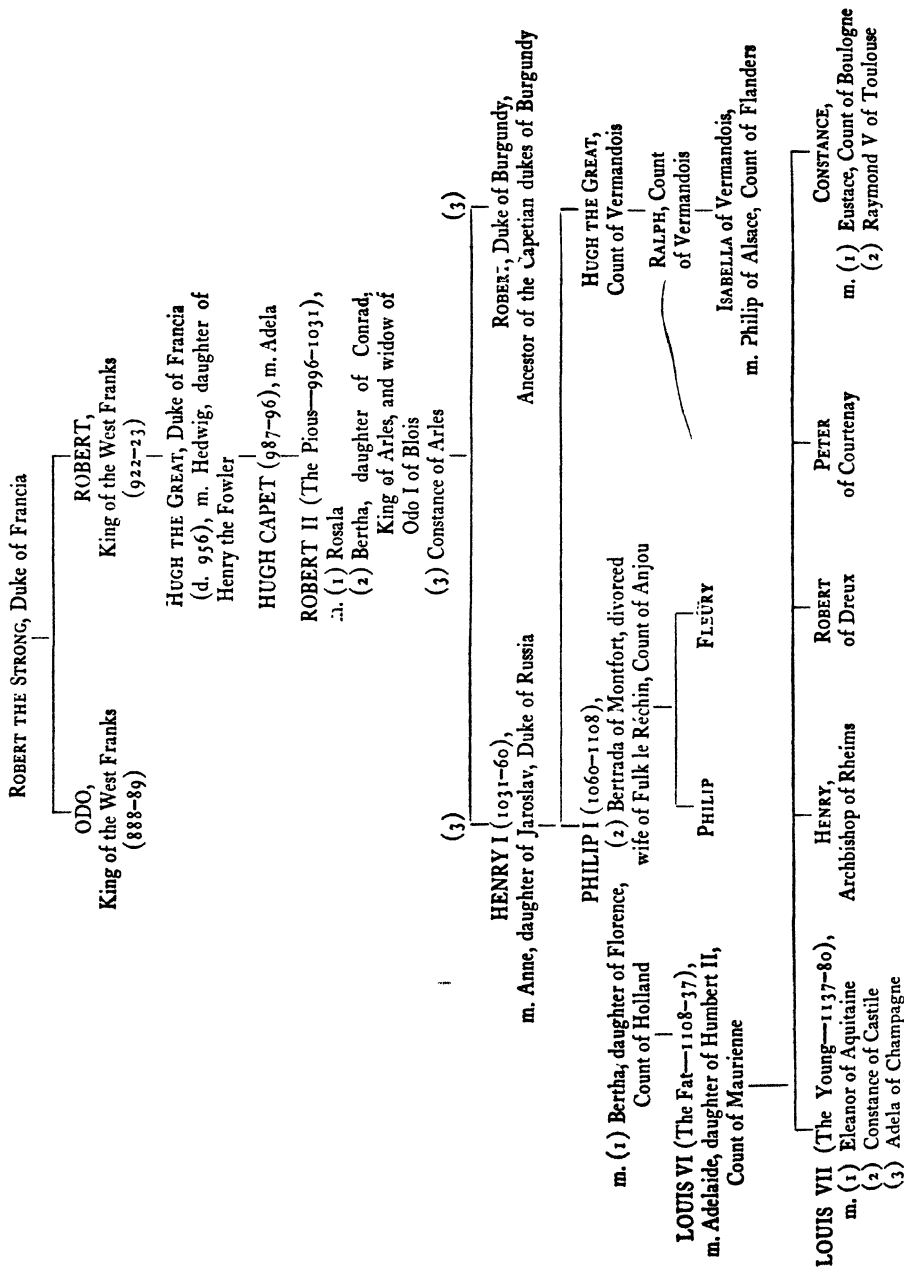 ROBERT THE STRONG, Duke of Francia
ODO,
King of the West Franks
(888–89)
ROBERT,
King of the West Franks
(922–23)
HUGH THE GREAT, Duke of Francia
(d. 956), m. Hedwig, daughter of
Henry the Fowler
HUGH CAPET (987–96), m. Adela
ROBERT II (The Pious—996–1031),
m. (1) Rosala
(2) Bertha, daughter of Conrad,
King of Arles, and widow of
Odo I of Blois
(3) Constance of Arles
(3)
HENRY I (1031–60),
m. Anne, daughter of Jaroslav, Duke of Russia
(3)
ROBERT, Duke of Burgundy,
Ancestor of the Capetian dukes of Burgundy
PHILIP I (1060–1108),
m. (1) Bertha, daughter of Florence,
Count of Holland
(2) Bertrada of Montfort, divorced
wife of Fulk le Réchin, Count of Anjou
HUGH THE GREAT,
Count of Vermandois
RALPH, Count
of Vermandois
ISABELLA of Vermandois,
m. Philip of Alsace, Count of Flanders
LOUIS VI (The Fat—1108–37),
m. Adelaide, daughter of Humbert II,
Count of Maurienne
PHILIP
FLEURY
LOUIS VII (The Young—1137–80),
m. (1) Eleanor of Aquitaine
(2) Constance of Castile
(3) Adela of Champagne
HENRY,
Archbishop of Rheims
ROBERT
of Dreux
PETER
of Courtenay
CONSTANCE,
m. (1) Eustace, Count of Boulogne
(2) Raymond V of Toulouse